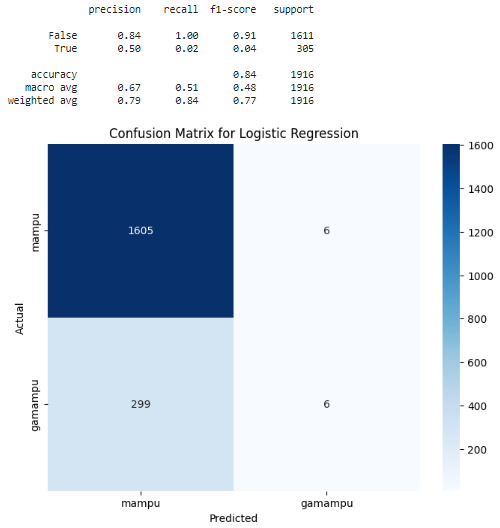 precision recall f1-score support
False 0.84 1.00 0.91 1611
True 0.50 0.02 0.04 305
accuracy 0.84 1916
macro avg 0.67 0.51 0.48 1916
weighted avg 0.79 0.84 0.77 1916
Confusion Matrix for Logistic Regression
mampu
1605
6
gamampu
299
6
Actual
mampu
gamampu
Predicted
1600
1400
1200
1000
800
600
400
200